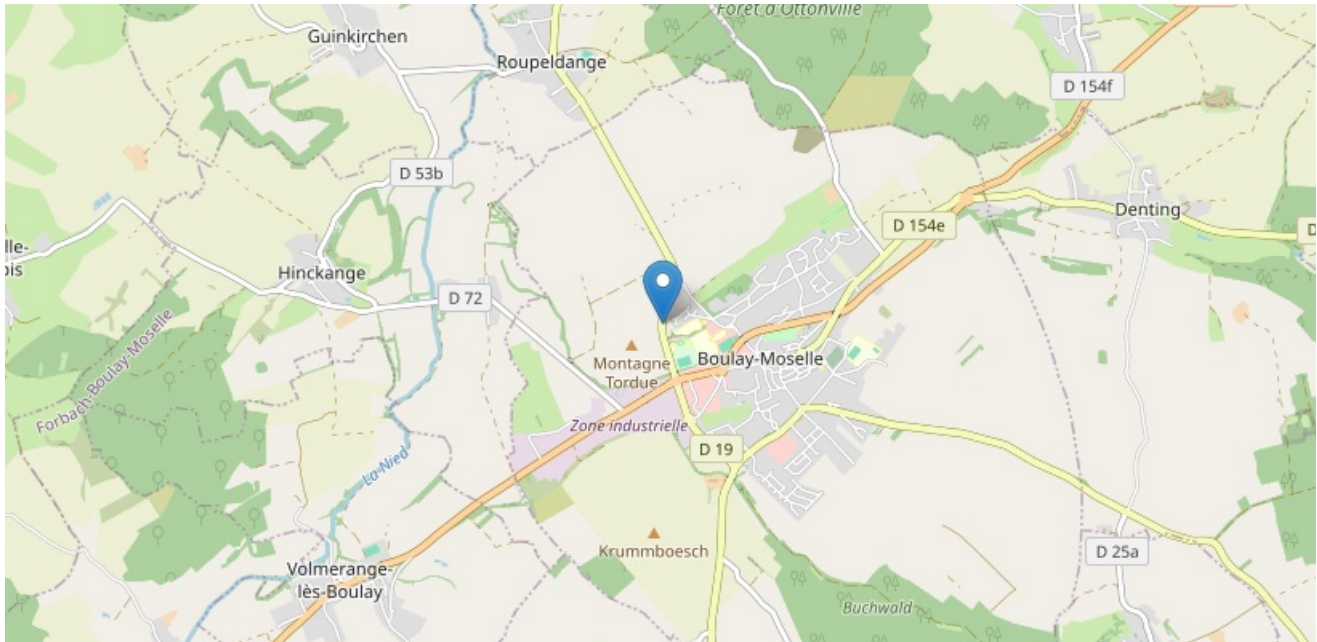 Forêt d'Ottonville
Guinkirchen
Roupeldange
D 154f
D 53b
Denting
D 154e
D
lle-
ois
Hinckange
D 72
Montagne
Tordue
Boulay-Moselle
Forbach-Boulay-Moselle
Zone industrielle
D 19
La Nied
Krummboesch
D 25a
Volmerange-
lès-Boulay
Buchwald